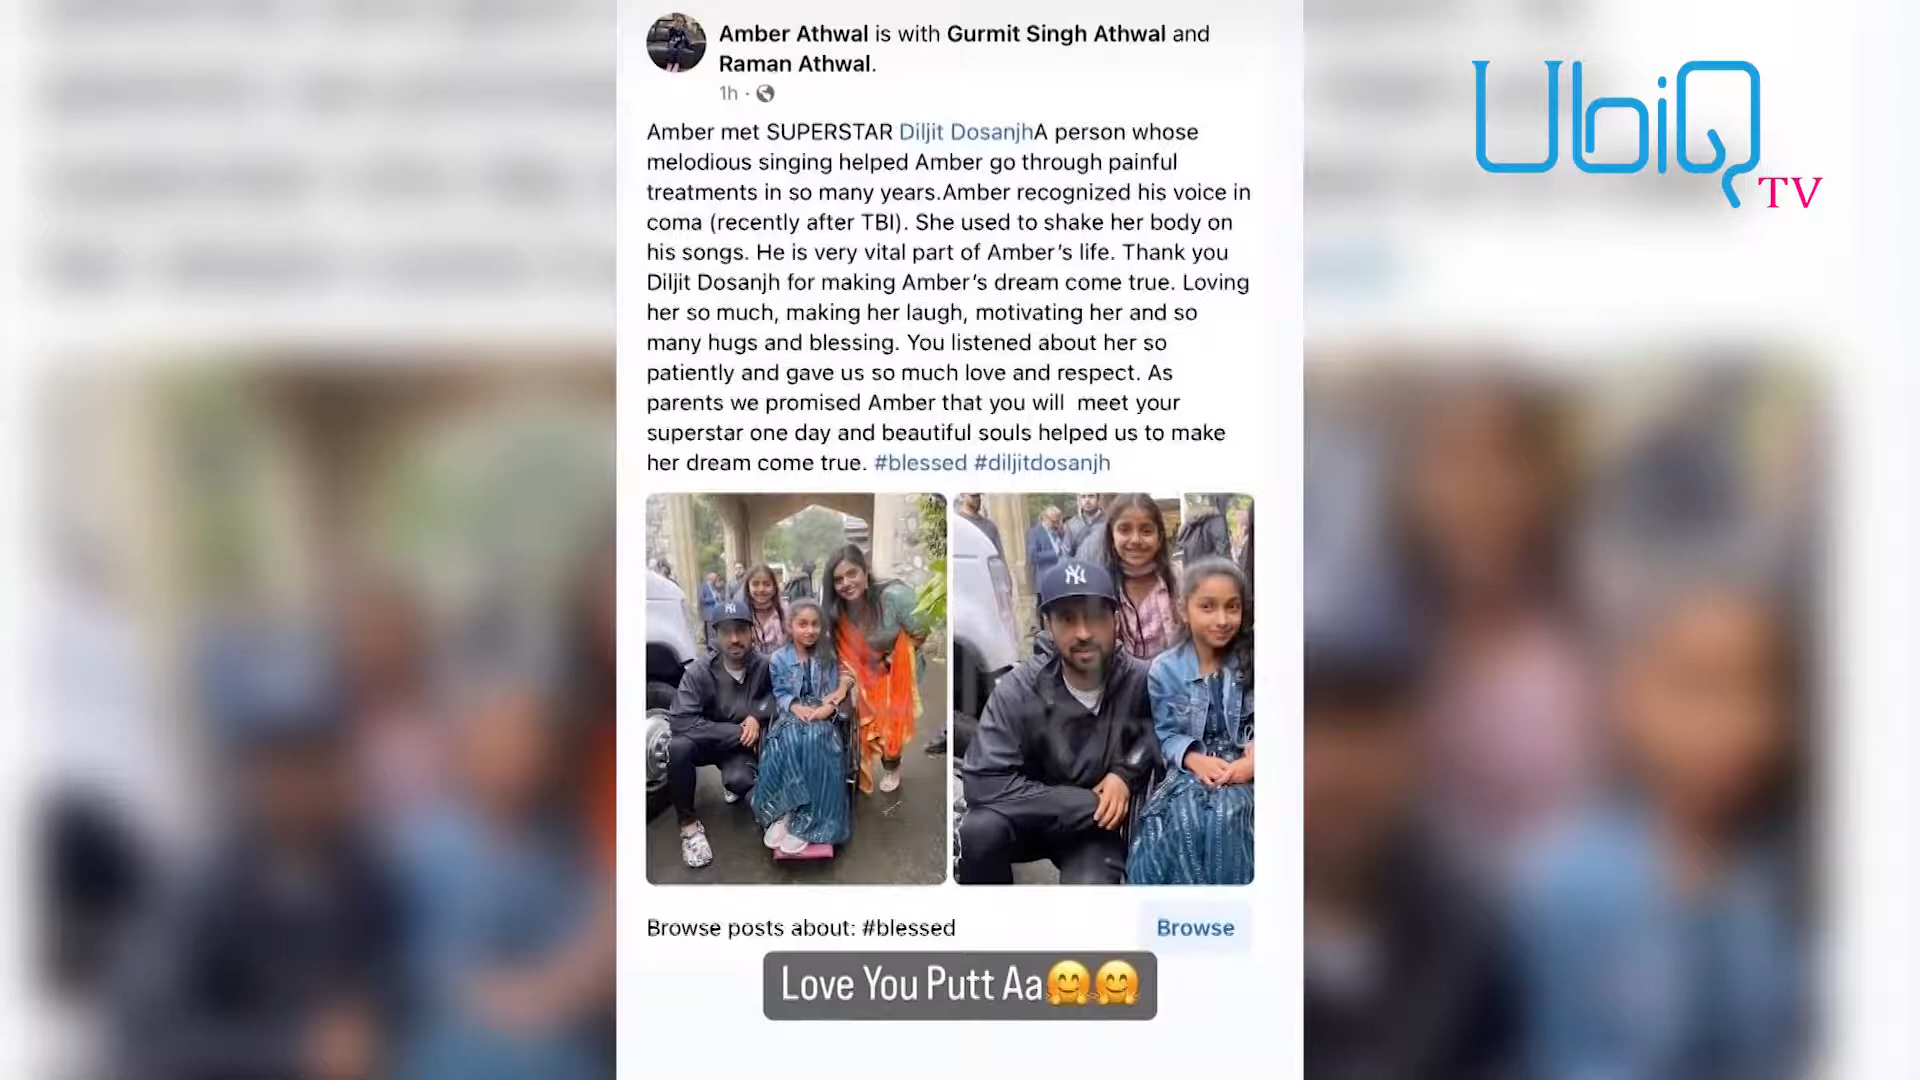 Amber Athwal is with Gurmit Singh Athwal and
Raman Athwal.
1h ·
Amber met SUPERSTAR Diljit DosanjhA person whose
melodious singing helped Amber go through painful
treatments in so many years.Amber recognized his voice in
coma (recently after TBI). She used to shake her body on
his songs. He is very vital part of Amber's life. Thank you
Diljit Dosanjh for making Amber's dream come true. Loving
her so much, making her laugh, motivating her and so
many hugs and blessing. You listened about her so
patiently and gave us so much love and respect. As
parents we promised Amber that you will  meet your
superstar one day and beautiful souls helped us to make
her dream come true. #blessed #diljitdosanjh
NY
NY
Browse posts about: #blessed
Browse
Love You Putt Aa🤗🤗
UbiQ
TV